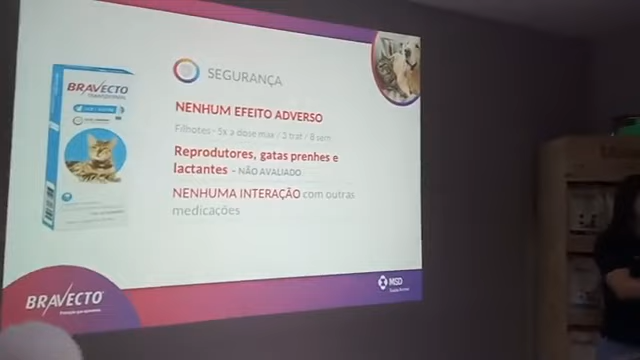 SEGURANÇA
BRAVECTO
NENHUM EFEITO ADVERSO
Filhotes - 5x a dose max / 3 trat / 8 sem
Reprodutores, gatas prenhes e
lactantes - NÃO AVALIADO
NENHUMA INTERAÇÃO com outras
medicações
BRAVECTO
MSD